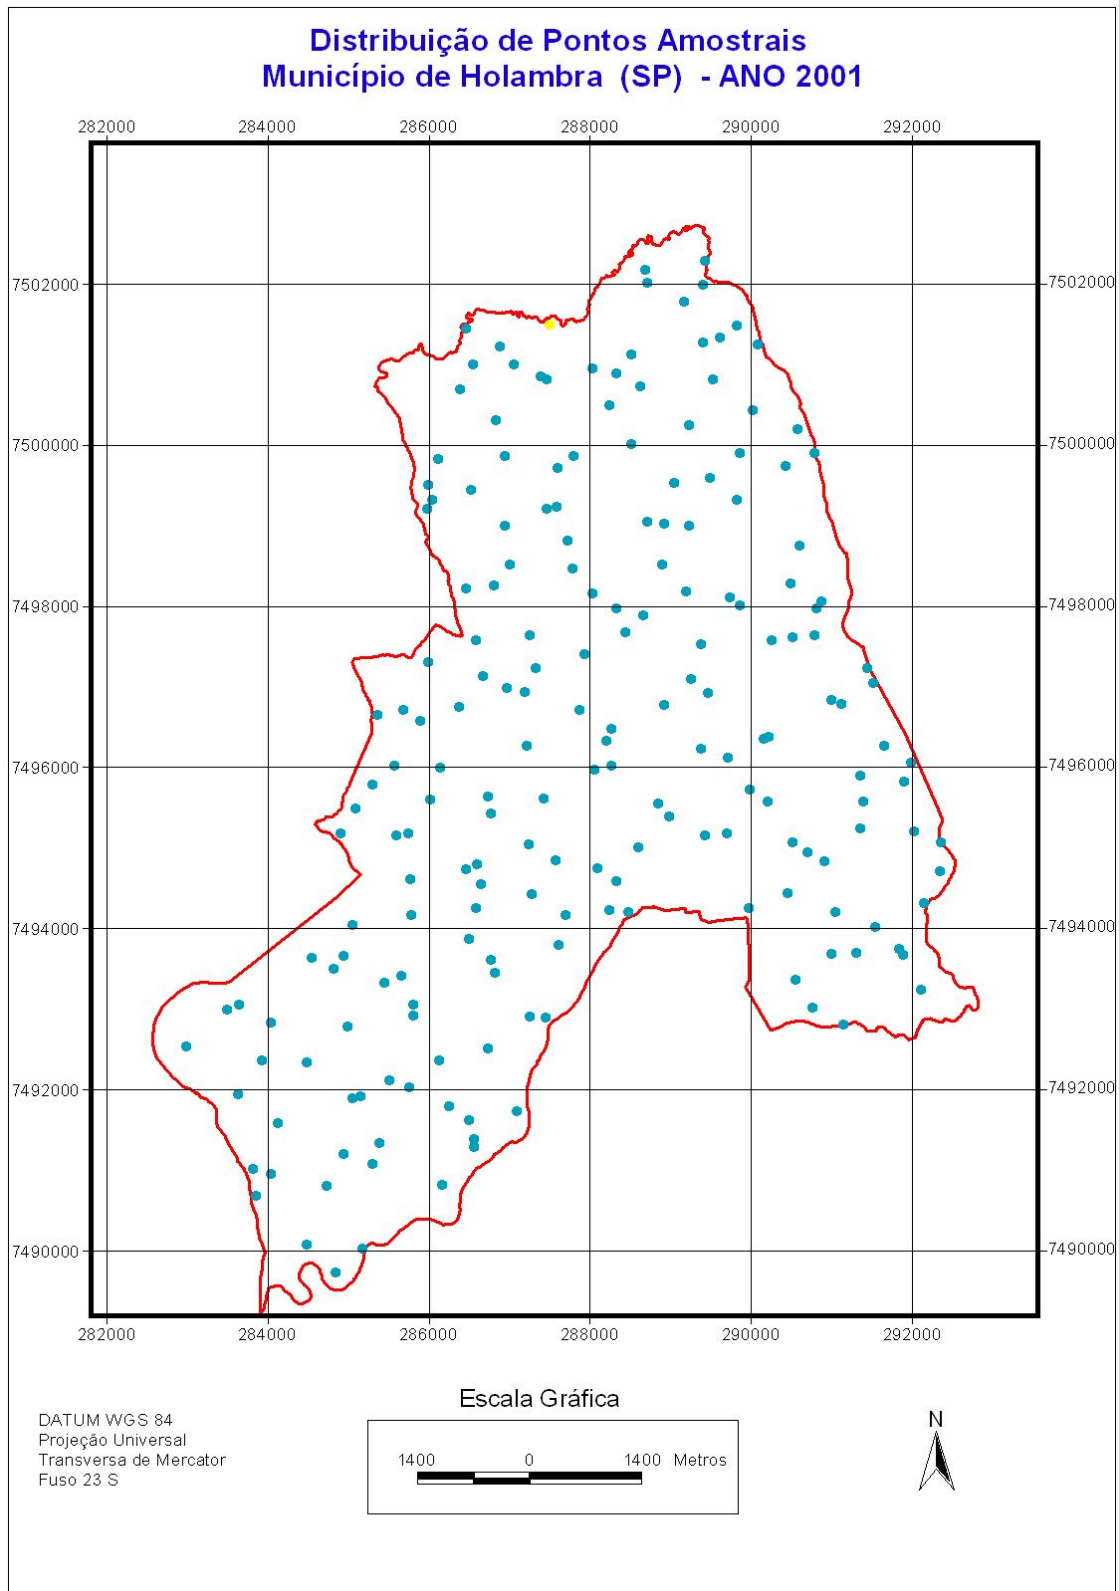 Distribuição de Pontos Amostrais
Município de Holambra (SP) - ANO 2001
282000 284000 286000 288000 290000 292000
7502000 7502000
7500000 7500000
7498000 7498000
7496000 7496000
7494000 7494000
7492000 7492000
7490000 7490000
282000 284000 286000 288000 290000 292000
Escala Gráfica
1400 0 1400 Metros
DATUM WGS 84
Projeção Universal
Transversa de Mercator
Fuso 23 S
N